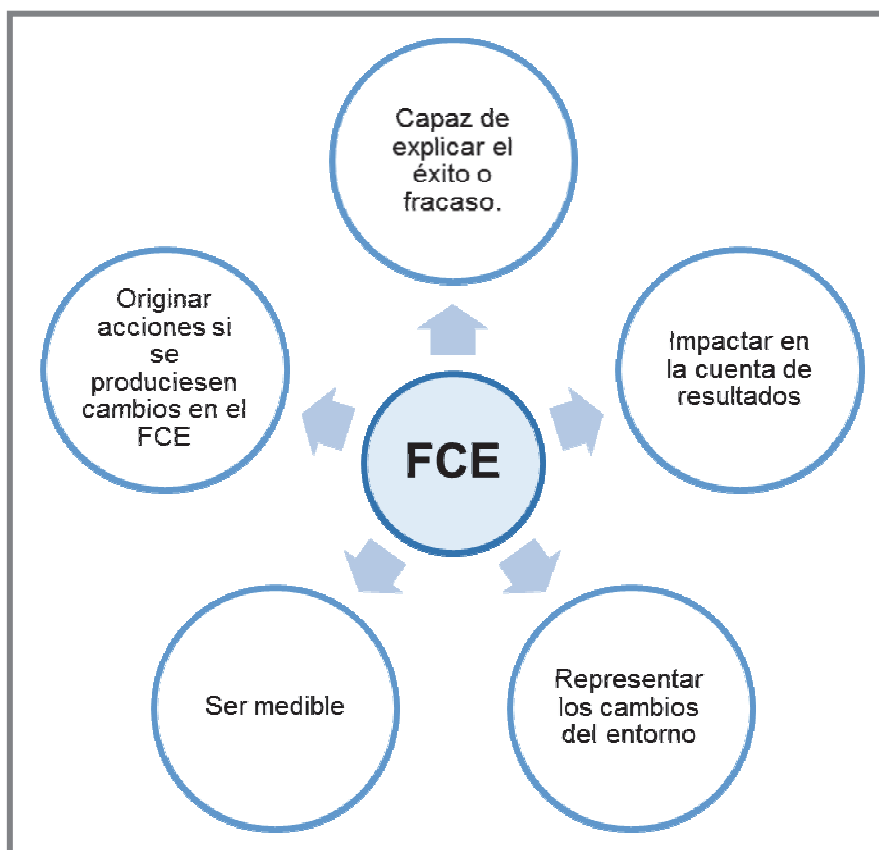 Capaz de
explicar el
éxito o
fracaso.
Originar
acciones si
se
produciesen
cambios en el
FCE
Impactar en
la cuenta de
resultados
FCE
Ser medible
Representar
los cambios
del entorno